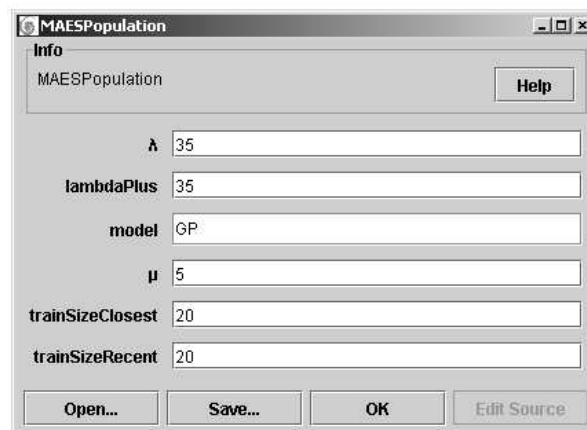 MAESPopulation
Info
MAESPopulation
Help
λ 35
lambdaPlus 35
model GP
μ 5
trainSizeClosest 20
trainSizeRecent 20
Open... Save... OK Edit Source